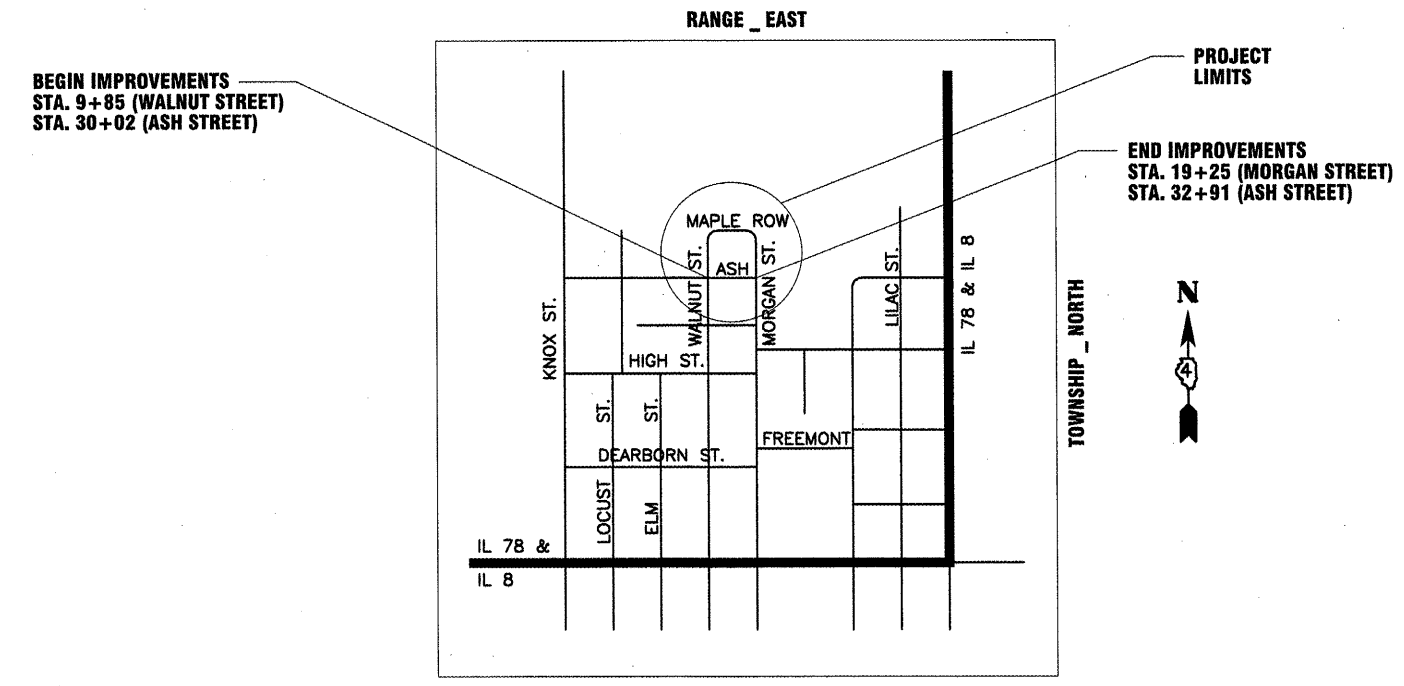 RANGE _ EAST
BEGIN IMPROVEMENTS
STA. 9+85 (WALNUT STREET)
STA. 30+02 (ASH STREET)
PROJECT
LIMITS
END IMPROVEMENTS
STA. 19+25 (MORGAN STREET)
STA. 32+91 (ASH STREET)
MAPLE ROW
ASH
WALNUT ST.
MORGAN ST.
LILAC ST.
IL 78 & IL 8
KNOX ST.
HIGH ST.
TOWNSHIP _ NORTH
N
4
LOCUST ST.
ELM ST.
FREEMONT
DEARBORN ST.
IL 78 &
IL 8